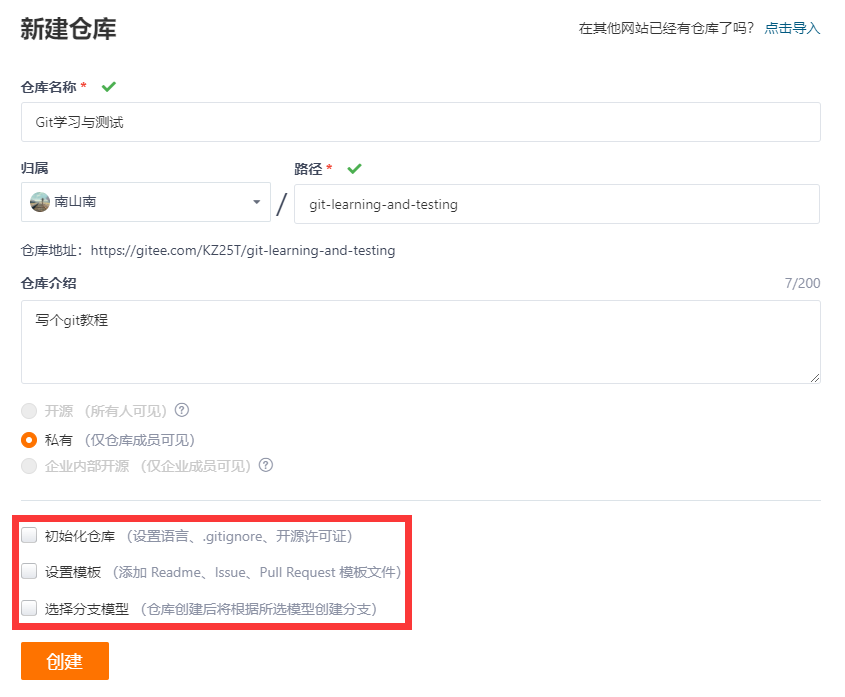 新建仓库
在其他网站已经有仓库了吗? 点击导入
仓库名称 *
Git学习与测试
归属 路径 *
南山南 / git-learning-and-testing
仓库地址：https://gitee.com/KZ25T/git-learning-and-testing
仓库介绍 7/200
写个git教程
开源 （所有人可见） ?
私有 （仅仓库成员可见）
企业内部开源 （仅企业成员可见） ?
初始化仓库 （设置语言、.gitignore、开源许可证）
设置模板 （添加 Readme、Issue、Pull Request 模板文件）
选择分支模型 （仓库创建后将根据所选模型创建分支）
创建